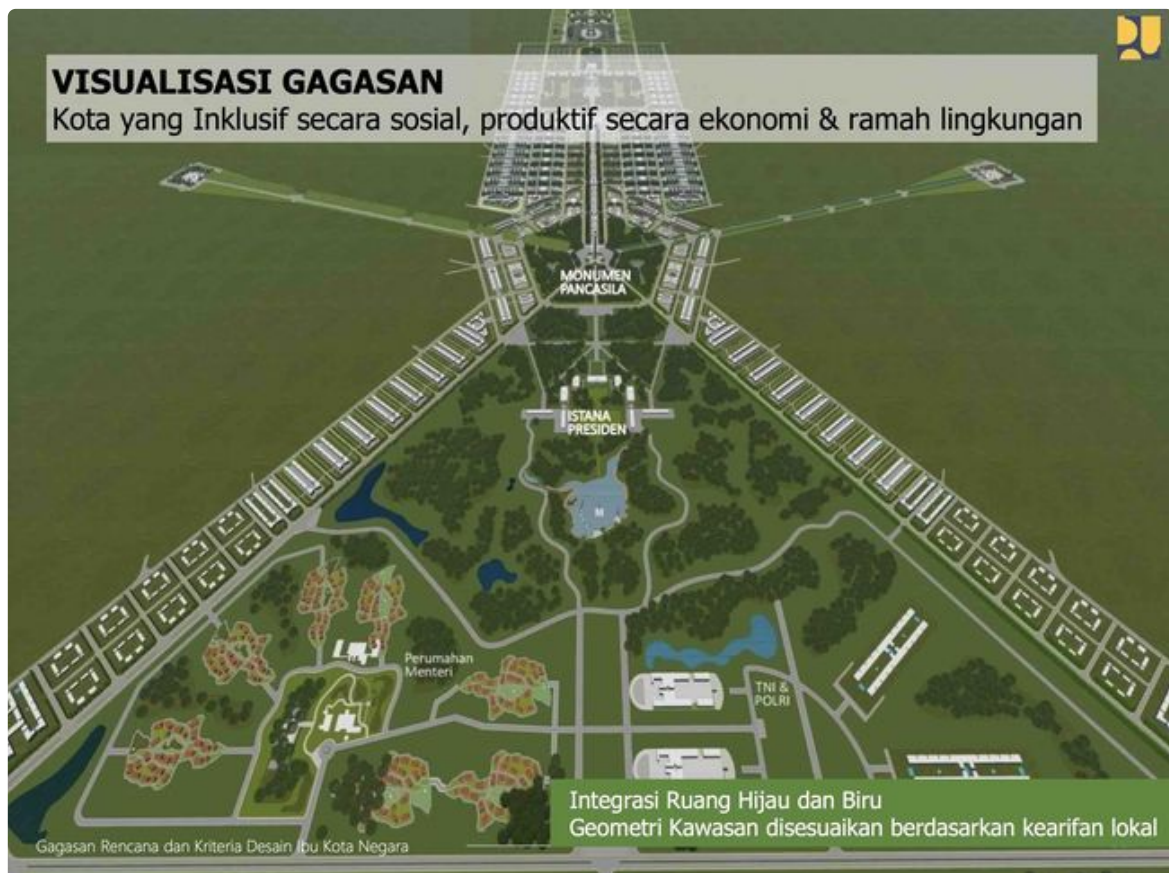 VISUALISASI GAGASAN
Kota yang Inklusif secara sosial, produktif secara ekonomi & ramah lingkungan
MONUMEN
PANCASILA
ISTANA
PRESIDEN
M
Perumahan
Menteri
TNI &
POLRI
Integrasi Ruang Hijau dan Biru
Geometri Kawasan disesuaikan berdasarkan kearifan lokal
Gagasan Rencana dan Kriteria Desain Ibu Kota Negara